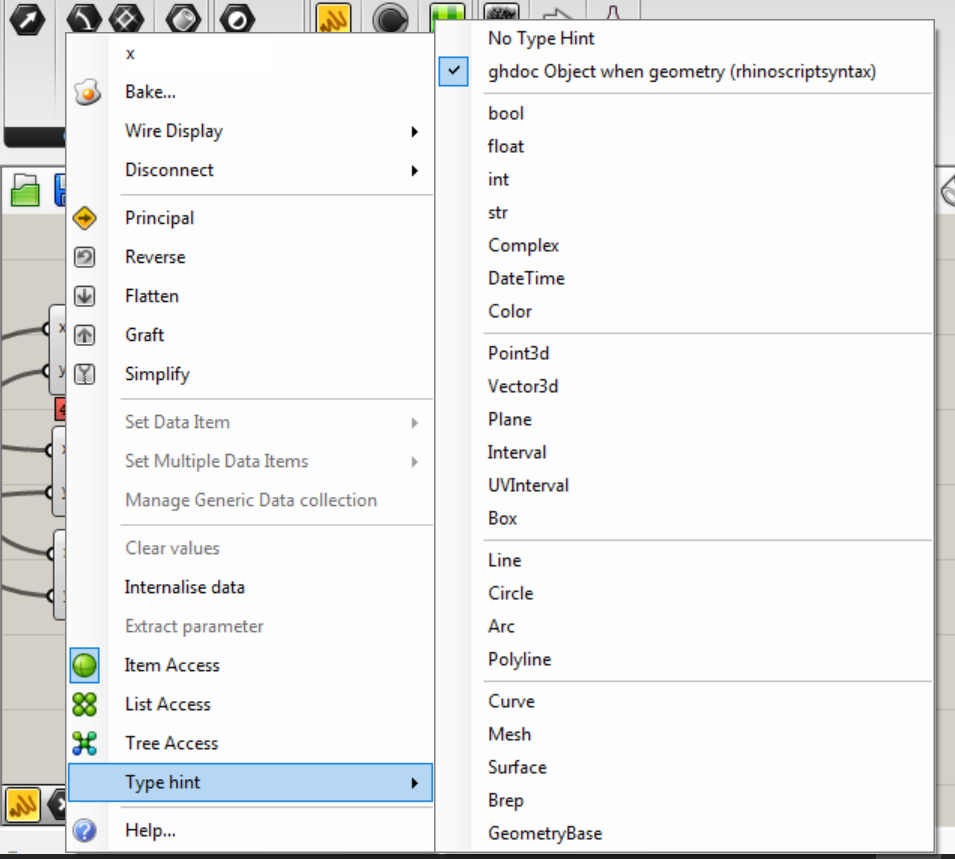 x
Bake...
Wire Display
Disconnect
Principal
Reverse
Flatten
Graft
Simplify
Set Data Item
Set Multiple Data Items
Manage Generic Data collection
Clear values
Internalise data
Extract parameter
Item Access
List Access
Tree Access
Type hint
Help...
No Type Hint
ghdoc Object when geometry (rhinoscriptsyntax)
bool
float
int
str
Complex
DateTime
Color
Point3d
Vector3d
Plane
Interval
UVInterval
Box
Line
Circle
Arc
Polyline
Curve
Mesh
Surface
Brep
GeometryBase
x
y